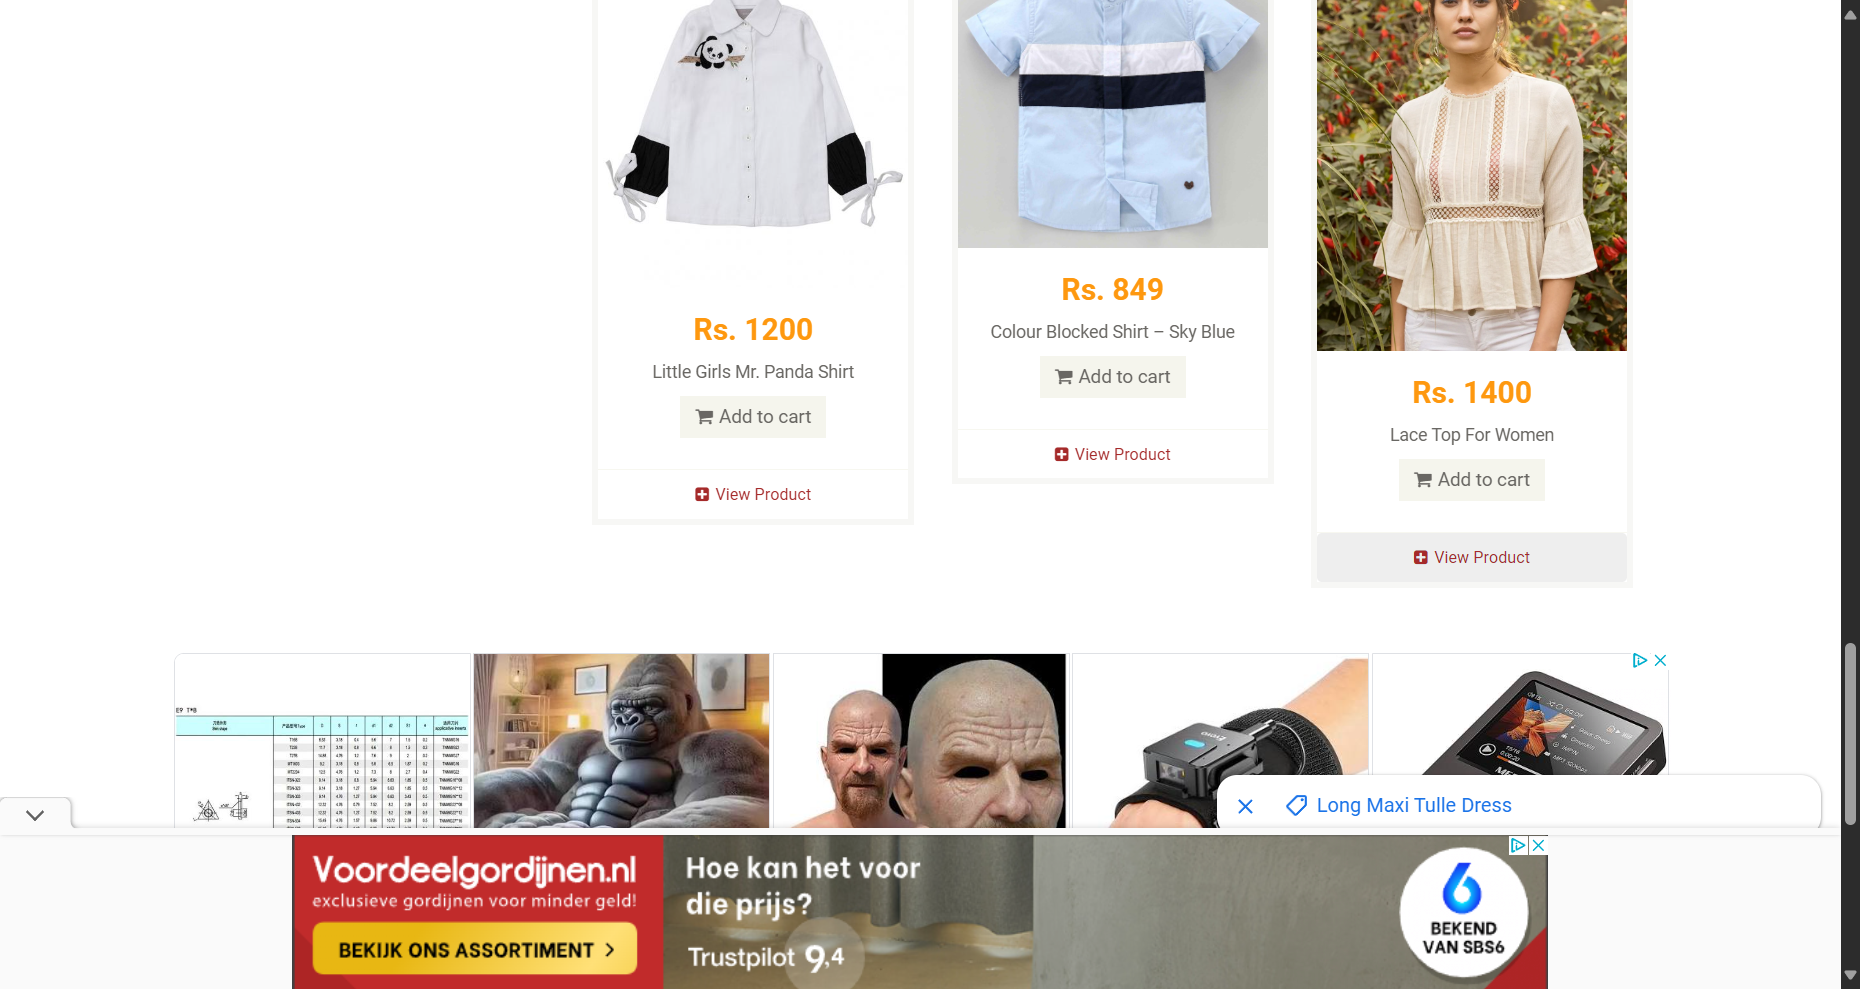 Rs. 1200
Little Girls Mr. Panda Shirt
Add to cart
View Product
Rs. 849
Colour Blocked Shirt – Sky Blue
Add to cart
View Product
Rs. 1400
Lace Top For Women
Add to cart
View Product
E9 T*B
Long Maxi Tulle Dress
Voordeelgordijnen.nl
exclusieve gordijnen voor minder geld!
BEKIJK ONS ASSORTIMENT
Hoe kan het voor
die prijs?
Trustpilot 9,4
6
BEKEND
VAN SBS6